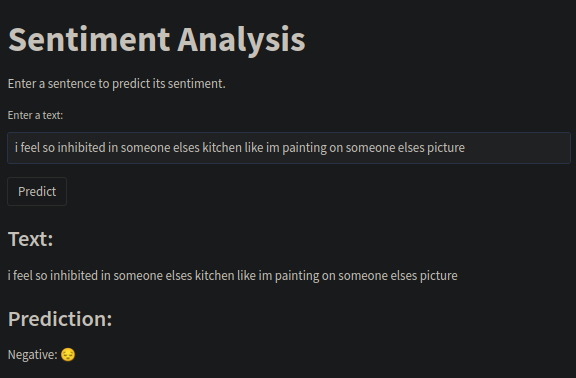 Sentiment Analysis
Enter a sentence to predict its sentiment.
Enter a text:
i feel so inhibited in someone elses kitchen like im painting on someone elses picture
Predict
Text:
i feel so inhibited in someone elses kitchen like im painting on someone elses picture
Prediction:
Negative: 😔